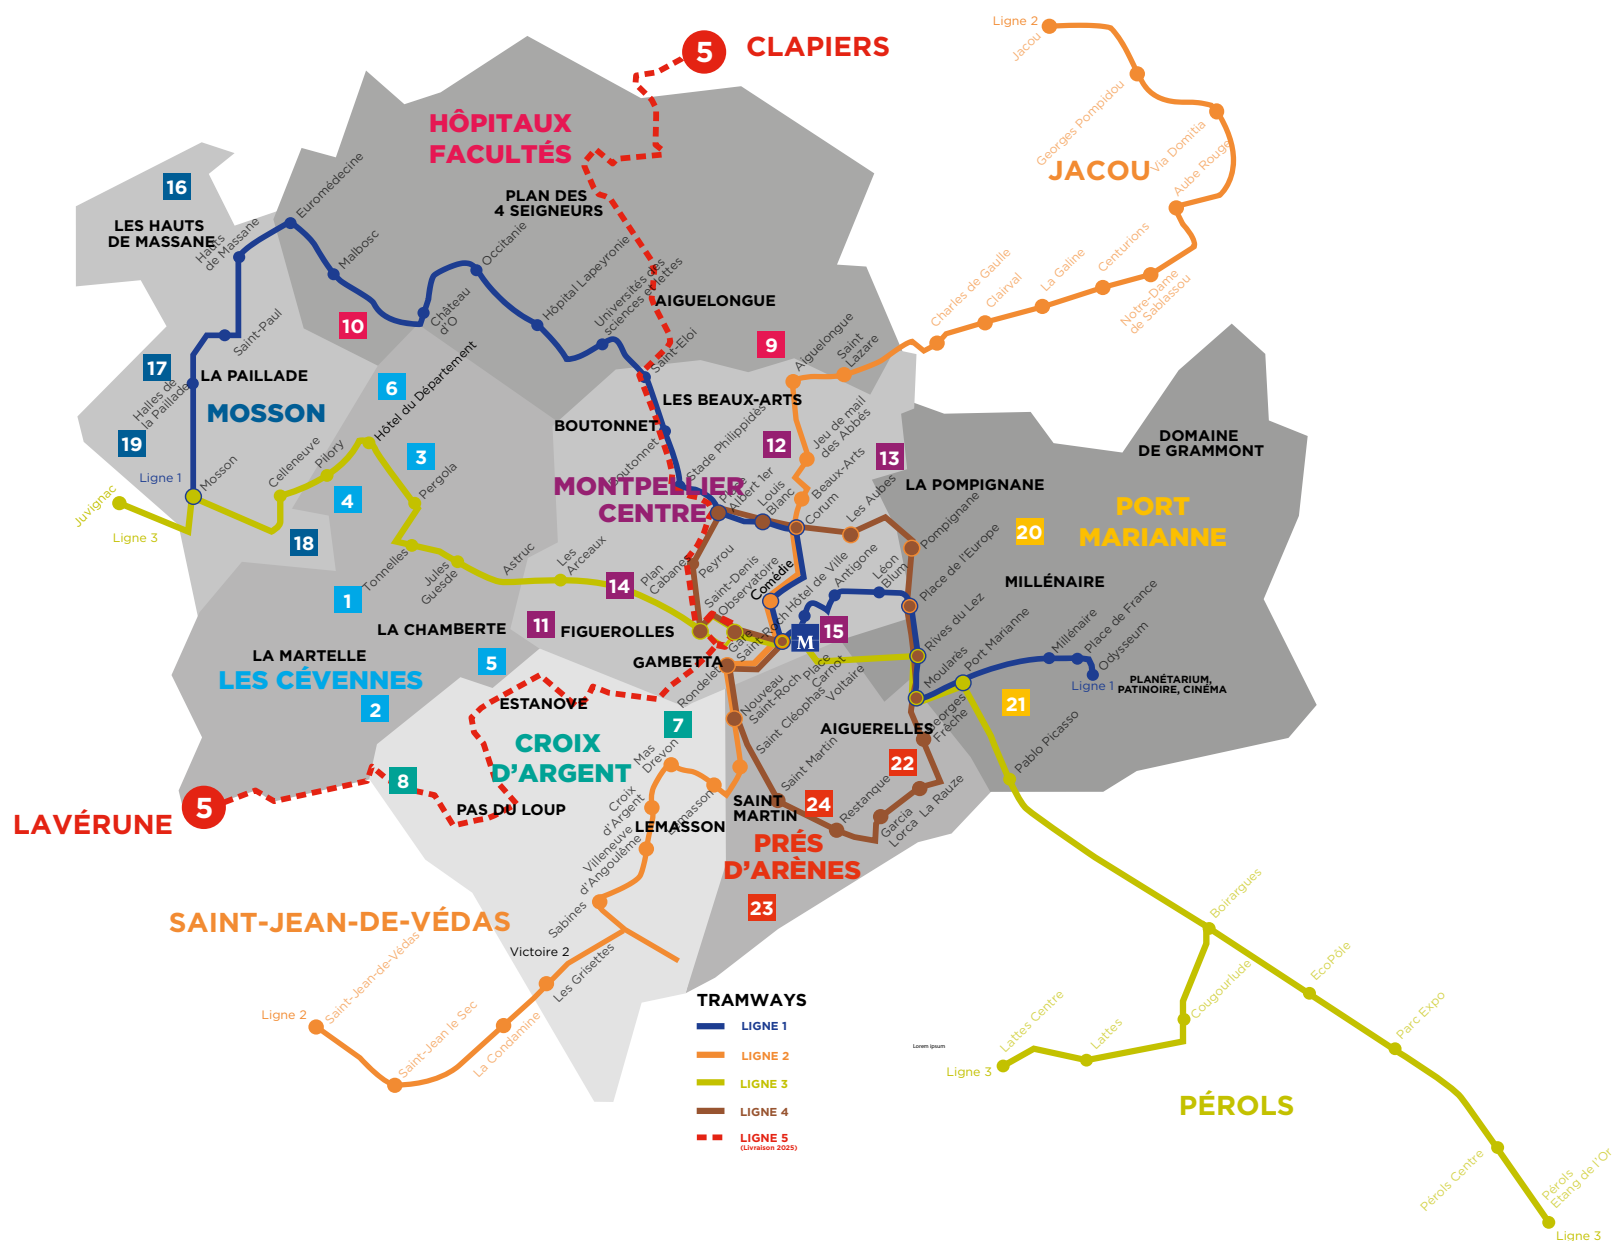 5
CLAPIERS
Ligne 2
Jacou
Georges Pompidou
Via Domitia
Aube Rouge
JACOU
Notre-Dame
de Sablassou
Centurions
La Galine
Clairval
Charles de Gaulle
HÔPITAUX
FACULTÉS
PLAN DES
4 SEIGNEURS
AIGUELONGUE
16
LES HAUTS
DE MASSANE
Hauts
de Massane
Euromédecine
Malbosc
Château
d'O
Occitanie
Hôpital Lapeyronie
Universités des
sciences et lettes
Saint-Eloi
10
9
Aiguelongue
Saint
Lazare
Saint-Paul
17
LA PAILLADE
Halles de
la Paillade
MOSSON
19
6
Hôtel du Département
LES BEAUX-ARTS
BOUTONNET
Boutonnet
Stade Philippidès
12
Jeu de mail
des Abbés
Beaux-Arts
13
DOMAINE
DE GRAMMONT
Ligne 1
Mosson
Celleneuve
Pilory
3
4
Pergola
MONTPELLIER
CENTRE
Place
Albert 1er
Louis
Blanc
Corum
Les Aubes
LA POMPIGNANE
Pompignane
PORT
MARIANNE
20
Juvignac
Ligne 3
18
Tonnelles
Jules
Guesde
Astruc
Les
Arceaux
14
Plan
Cabanes
Peyrou
Saint-Denis
Observatoire
Comédie
Hôtel de Ville
Antigone
Léon
Blum
Place de l'Europe
MILLÉNAIRE
1
LA CHAMBERTE
11
FIGUEROLLES
Gare
Saint-Roch
M
15
Rives du Lez
Port Marianne
Millénaire
Place de France
Odysseum
LA MARTELLE
LES CÉVENNES
5
2
GAMBETTA
Rondelet
Nouveau
Saint-Roch
Place
Carnot
Voltaire
Saint Cléophas
Moularès
Ligne 1
PLANÉTARIUM,
PATINOIRE, CINÉMA
21
ESTANOVE
7
AIGUERELLES
Georges
Frêche
Pablo Picasso
CROIX
D'ARGENT
Mas
Drevon
22
8
PAS DU LOUP
Croix
d'Argent
Lemasson
LEMASSON
Saint Martin
SAINT
MARTIN
24
Restanque
Garcia
Lorca
La Rauze
5
LAVÉRUNE
Villeneuve
d'Angoulême
PRÉS
D'ARÈNES
23
Sabines
SAINT-JEAN-DE-VÉDAS
Victoire 2
Les Grisettes
Ligne 2
Saint-Jean-de-Védas
Saint-Jean le Sec
La Condamine
Boirargues
EcoPôle
Cougourlude
Lattes
Lattes Centre
Ligne 3
Parc Expo
PÉROLS
Pérols Centre
Pérols
Etang de l'Or
Ligne 3
Lorem ipsum
TRAMWAYS
LIGNE 1
LIGNE 2
LIGNE 3
LIGNE 4
LIGNE 5
(Livraison 2025)